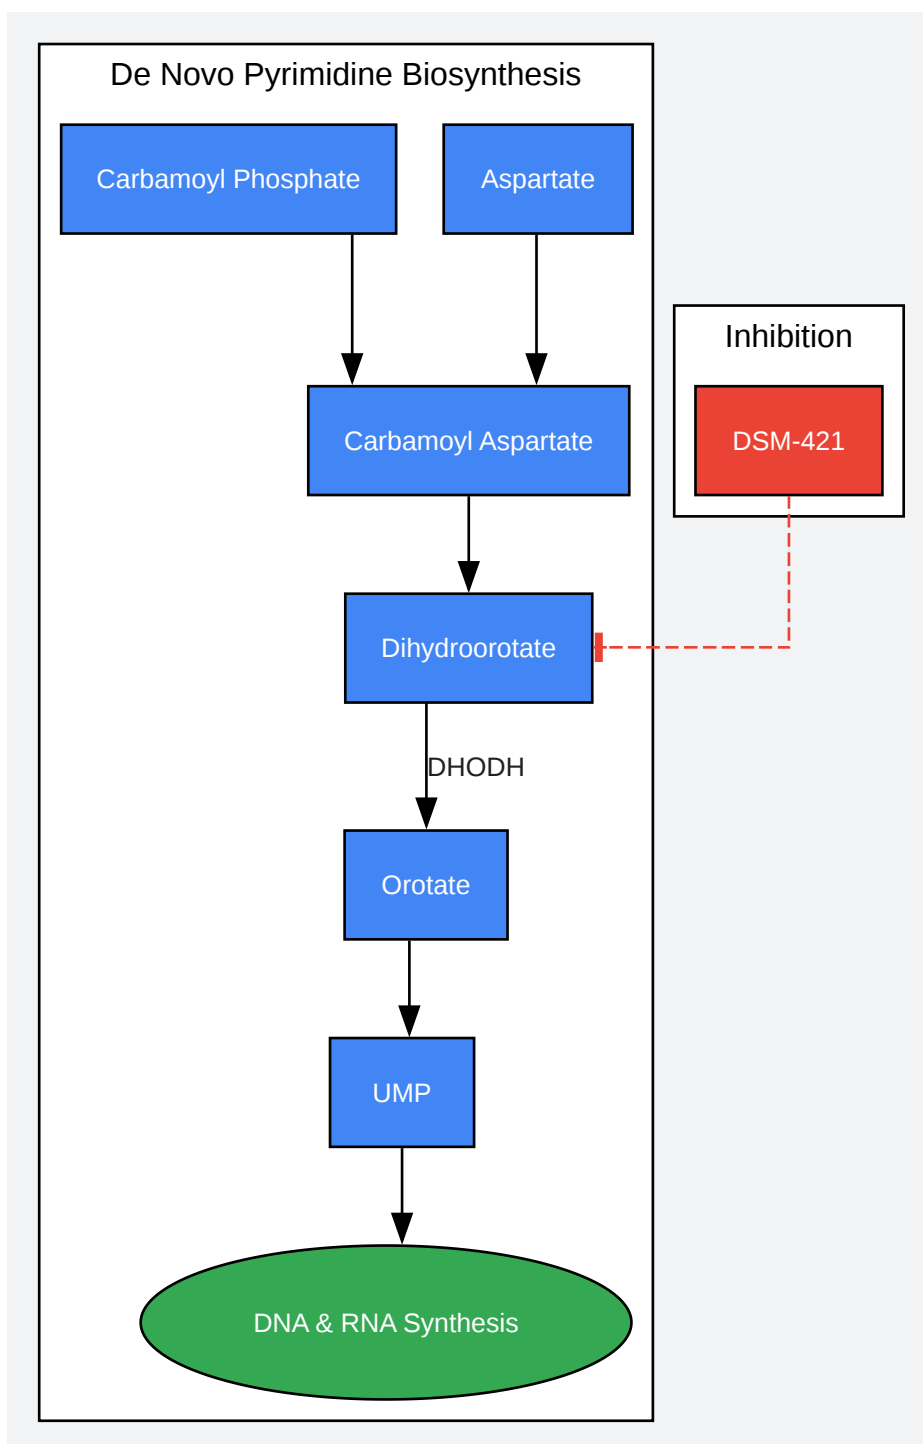 De Novo Pyrimidine Biosynthesis
Carbamoyl Phosphate
Aspartate
Inhibition
Carbamoyl Aspartate
DSM-421
Dihydroorotate
DHODH
Orotate
UMP
DNA & RNA Synthesis